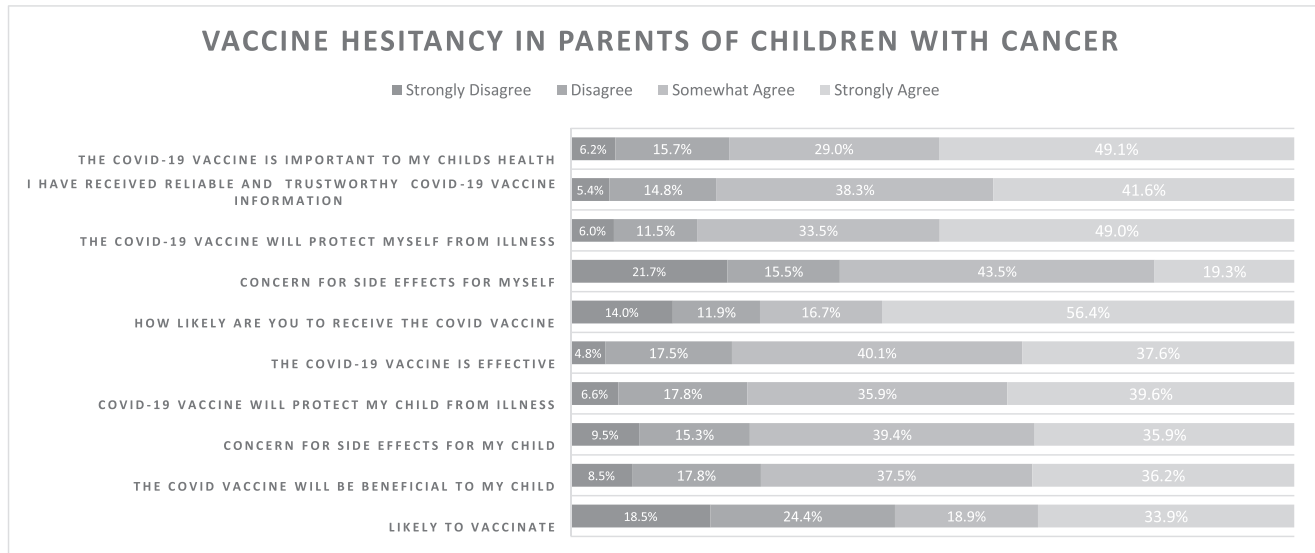 VACCINE HESITANCY IN PARENTS OF CHILDREN WITH CANCER
Strongly Disagree Disagree Somewhat Agree Strongly Agree
THE COVID-19 VACCINE IS IMPORTANT TO MY CHILDS HEALTH 6.2% 15.7% 29.0% 49.1%
I HAVE RECEIVED RELIABLE AND TRUSTWORTHY COVID-19 VACCINE
INFORMATION 5.4% 14.8% 38.3% 41.6%
THE COVID-19 VACCINE WILL PROTECT MYSELF FROM ILLNESS 6.0% 11.5% 33.5% 49.0%
CONCERN FOR SIDE EFFECTS FOR MYSELF 21.7% 15.5% 43.5% 19.3%
HOW LIKELY ARE YOU TO RECEIVE THE COVID VACCINE 14.0% 11.9% 16.7% 56.4%
THE COVID-19 VACCINE IS EFFECTIVE 4.8% 17.5% 40.1% 37.6%
COVID-19 VACCINE WILL PROTECT MY CHILD FROM ILLNESS 6.6% 17.8% 35.9% 39.6%
CONCERN FOR SIDE EFFECTS FOR MY CHILD 9.5% 15.3% 39.4% 35.9%
THE COVID VACCINE WILL BE BENEFICIAL TO MY CHILD 8.5% 17.8% 37.5% 36.2%
LIKELY TO VACCINATE 18.5% 24.4% 18.9% 33.9%